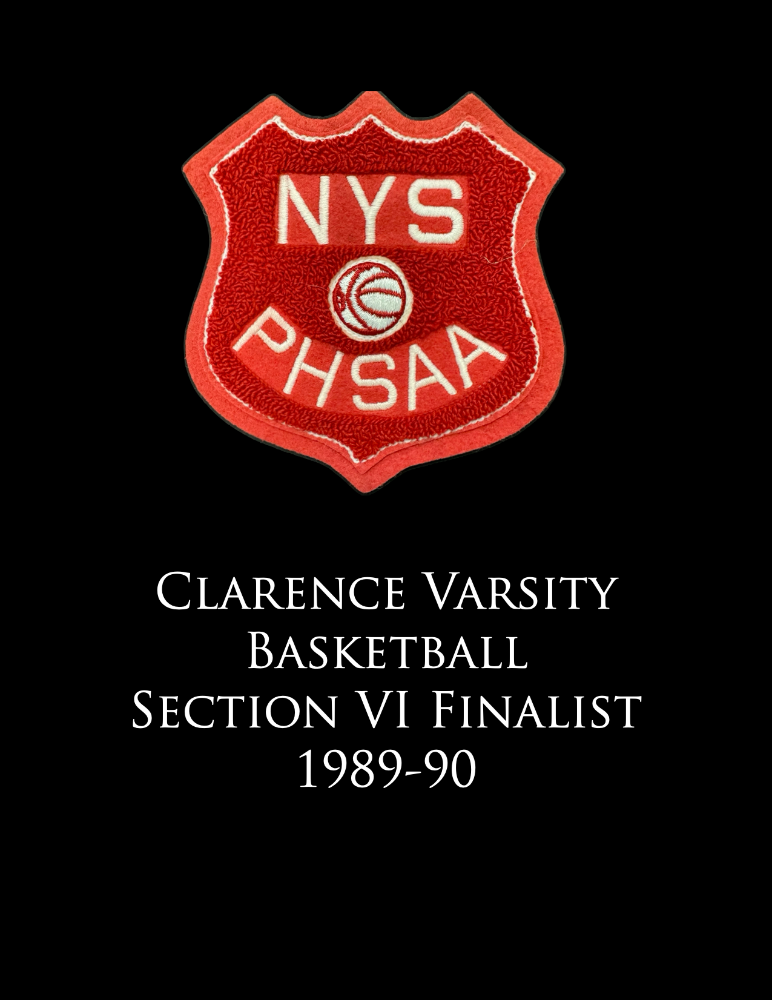 NYS
PHSAA
Clarence Varsity
Basketball
Section VI Finalist
1989-90